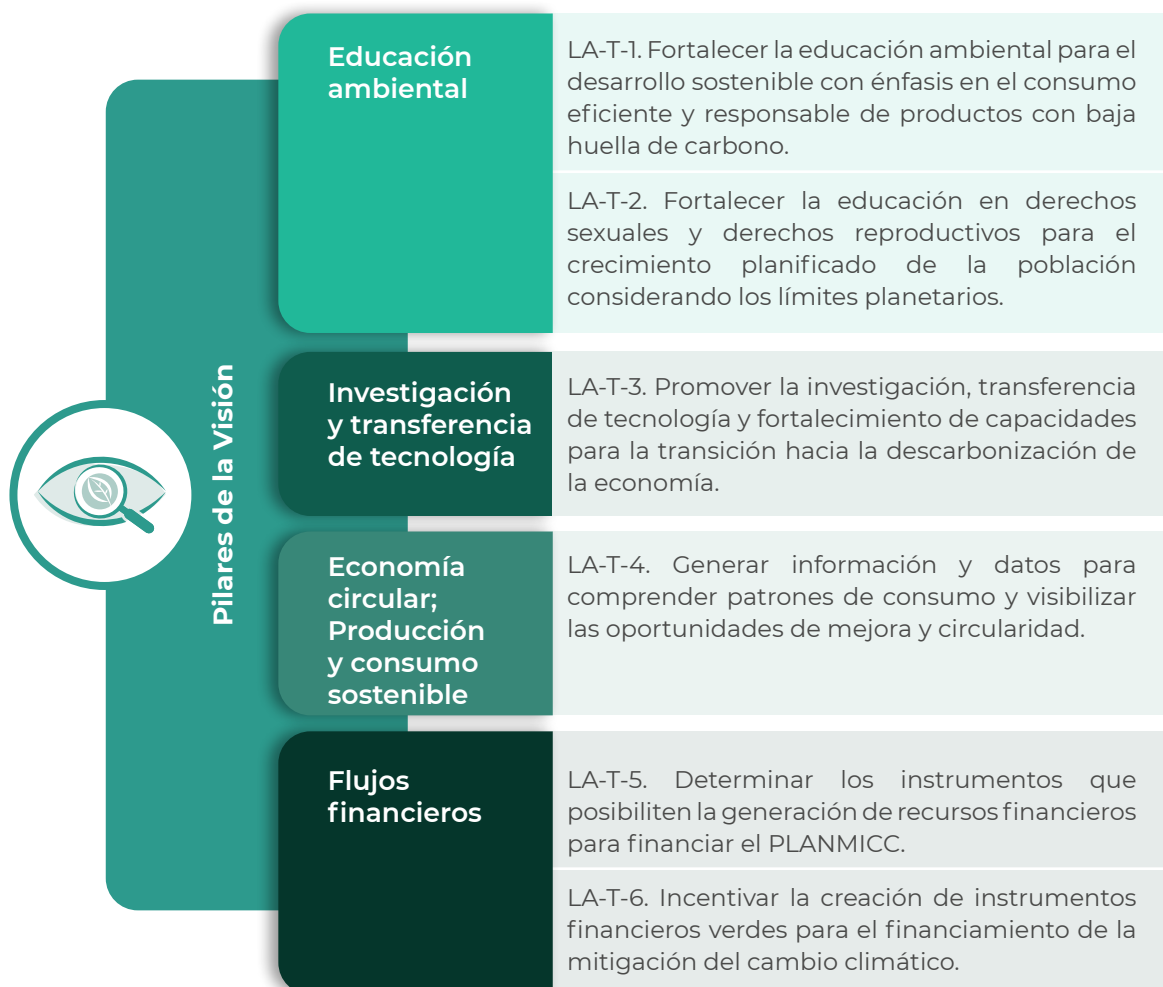 Pilares de la Visión
Educación
ambiental
LA-T-1. Fortalecer la educación ambiental para el
desarrollo sostenible con énfasis en el consumo
eficiente y responsable de productos con baja
huella de carbono.
LA-T-2. Fortalecer la educación en derechos
sexuales y derechos reproductivos para el
crecimiento planificado de la población
considerando los límites planetarios.
Investigación
y transferencia
de tecnología
LA-T-3. Promover la investigación, transferencia
de tecnología y fortalecimiento de capacidades
para la transición hacia la descarbonización de
la economía.
Economía
circular;
Producción
y consumo
sostenible
LA-T-4. Generar información y datos para
comprender patrones de consumo y visibilizar
las oportunidades de mejora y circularidad.
Flujos
financieros
LA-T-5. Determinar los instrumentos que
posibiliten la generación de recursos financieros
para financiar el PLANMICC.
LA-T-6. Incentivar la creación de instrumentos
financieros verdes para el financiamiento de la
mitigación del cambio climático.